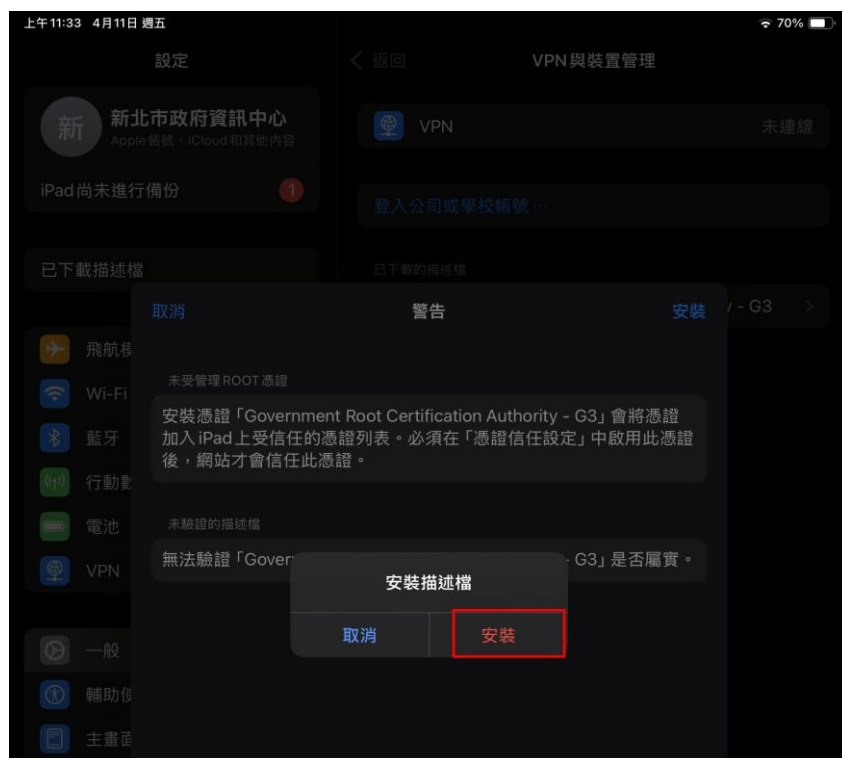 上午11:33 4月11日 週五
70%
設定
返回
VPN與裝置管理
新
新北市政府資訊中心
Apple帳號、iCloud和其他內容
VPN
未連線
iPad尚未進行備份
1
登入公司或學校帳號…
已下載描述檔
已下載的描述檔
取消
警告
安裝
y - G3
飛航模
Wi-Fi
藍牙
行動數
電池
VPN
一般
輔助使
主畫面
未受管理ROOT憑證
安裝憑證「Government Root Certification Authority - G3」會將憑證
加入iPad上受信任的憑證列表。必須在「憑證信任設定」中啟用此憑證
後，網站才會信任此憑證。
未驗證的描述檔
無法驗證「Gover
- G3」是否屬實。
安裝描述檔
取消
安裝